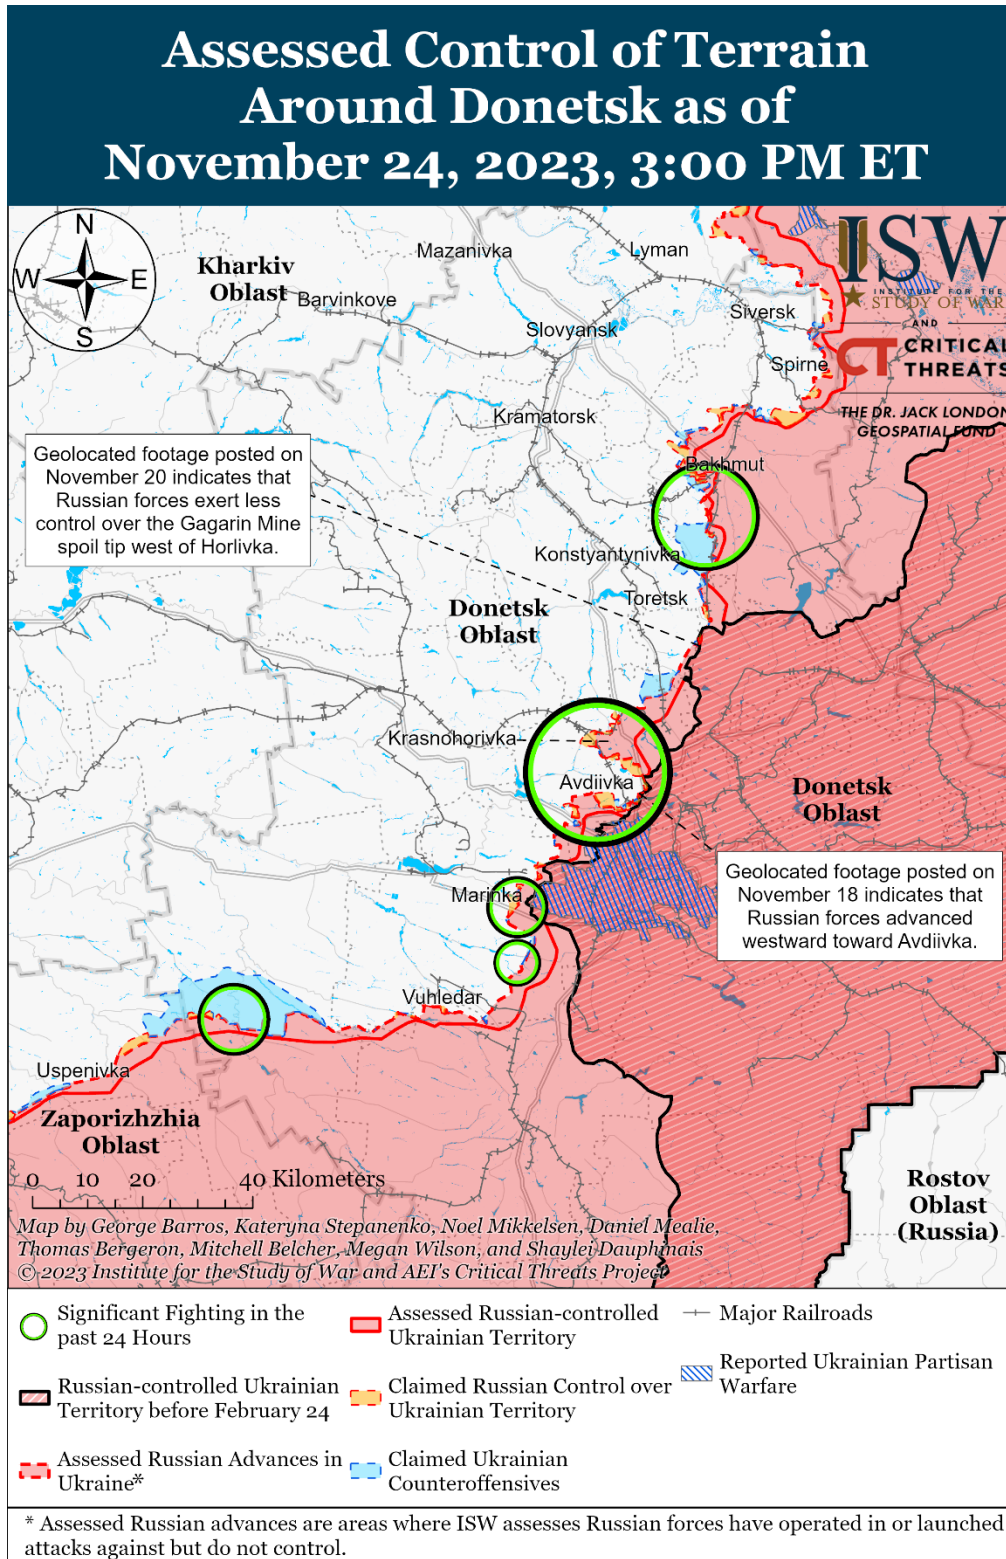 Assessed Control of Terrain
Around Donetsk as of
November 24, 2023, 3:00 PM ET
N
W
E
S
ISW
INSTITUTE FOR THE
STUDY OF WAR
AND
CT CRITICAL
THREATS
THE DR. JACK LONDON
GEOSPATIAL FUND
Kharkiv
Oblast
Mazanivka
Lyman
Barvinkove
Slovyansk
Siversk
Spirne
Kramatorsk
Geolocated footage posted on
November 20 indicates that
Russian forces exert less
control over the Gagarin Mine
spoil tip west of Horlivka.
Bakhmut
Konstyantynivka
Toretsk
Donetsk
Oblast
Krasnohorivka
Avdiivka
Donetsk
Oblast
Geolocated footage posted on
November 18 indicates that
Russian forces advanced
westward toward Avdiivka.
Marinka
Vuhledar
Uspenivka
Zaporizhzhia
Oblast
Rostov
Oblast
(Russia)
0 10 20 40 Kilometers
Map by George Barros, Kateryna Stepanenko, Noel Mikkelsen, Daniel Mealie,
Thomas Bergeron, Mitchell Belcher, Megan Wilson, and Shaylei Dauphinais
© 2023 Institute for the Study of War and AEI's Critical Threats Project
Significant Fighting in the
past 24 Hours
Russian-controlled Ukrainian
Territory before February 24
Assessed Russian Advances in
Ukraine*
Assessed Russian-controlled
Ukrainian Territory
Claimed Russian Control over
Ukrainian Territory
Claimed Ukrainian
Counteroffensives
Major Railroads
Reported Ukrainian Partisan
Warfare
* Assessed Russian advances are areas where ISW assesses Russian forces have operated in or launched
attacks against but do not control.